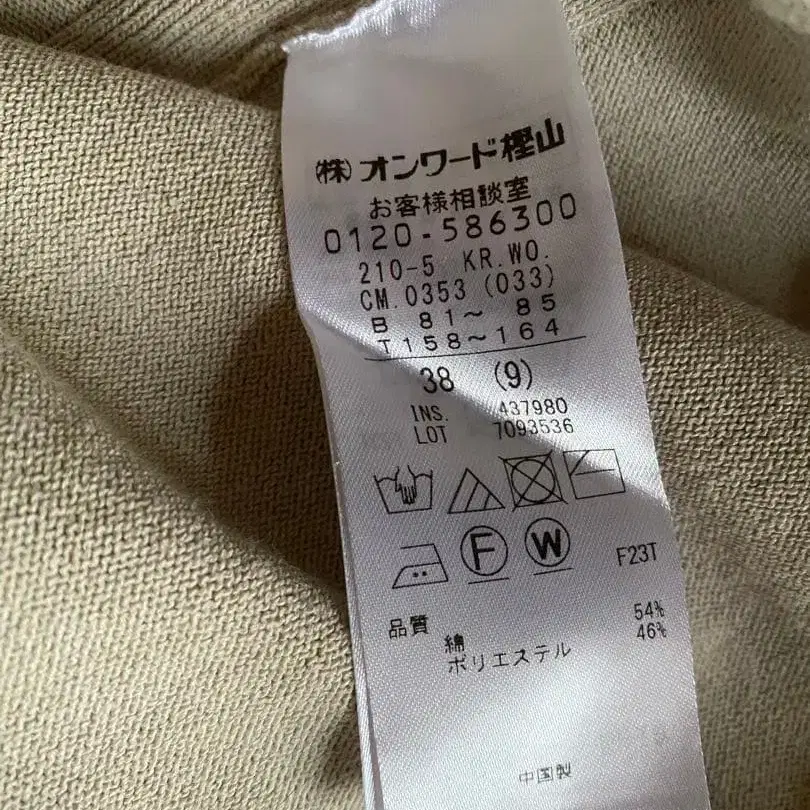 (株)オンワード樫山
お客様相談室
0120-586300
210-5 KR.WO.
CM.0353 (033)
B 81〜 85
T 158〜164
38 (9)
INS. 437980
LOT 7093536
F W F23T
品質 綿 54%
ポリエステル 46%
中国製